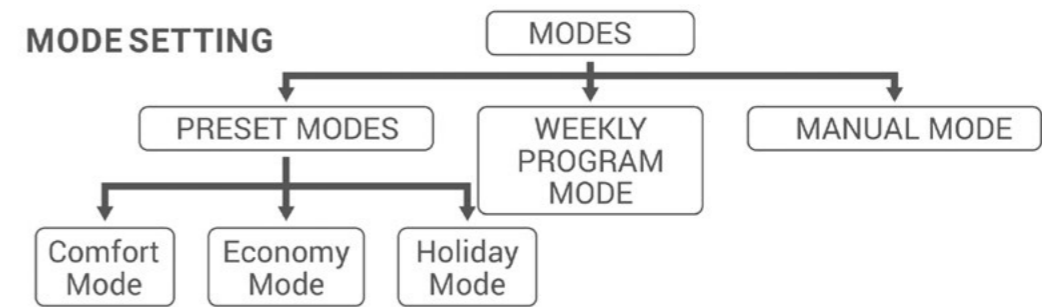 MODE SETTING
MODES
PRESET MODES
WEEKLY
PROGRAM
MODE
MANUAL MODE
Comfort
Mode
Economy
Mode
Holiday
Mode